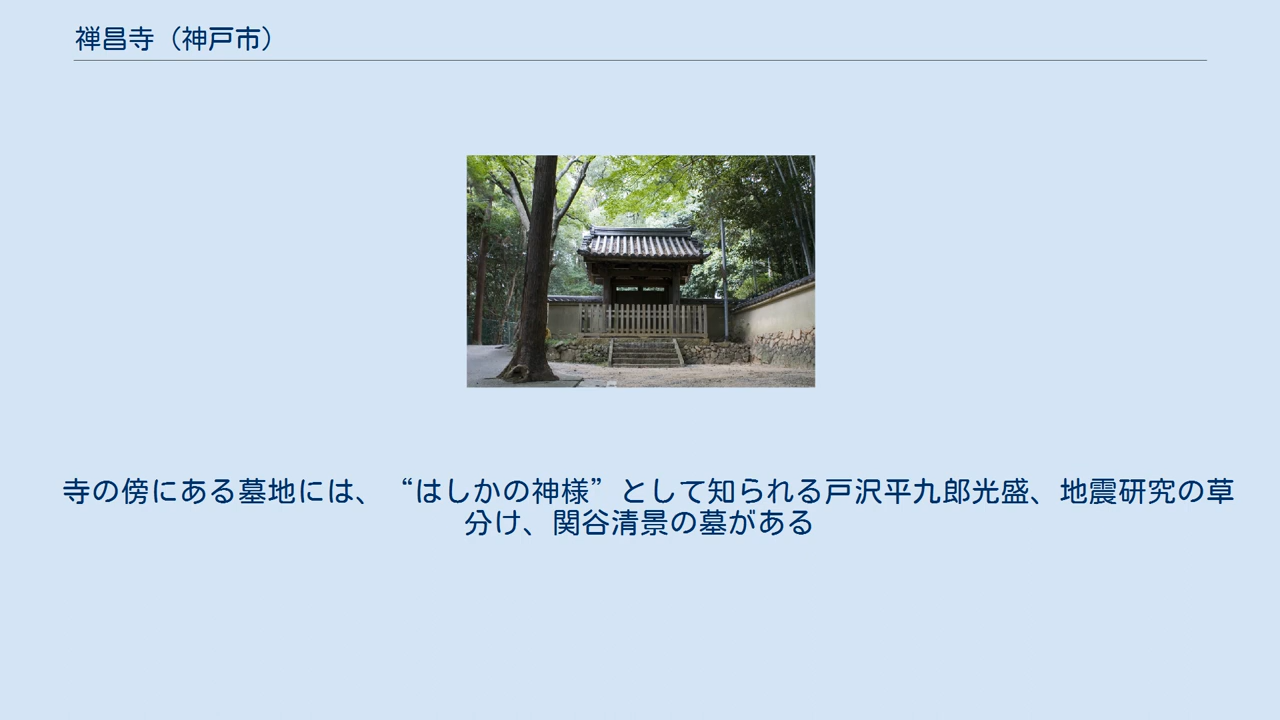 禅昌寺（神戸市）
寺の傍にある墓地には、“はしかの神様”として知られる戸沢平九郎光盛、地震研究の草
分け、関谷清景の墓がある